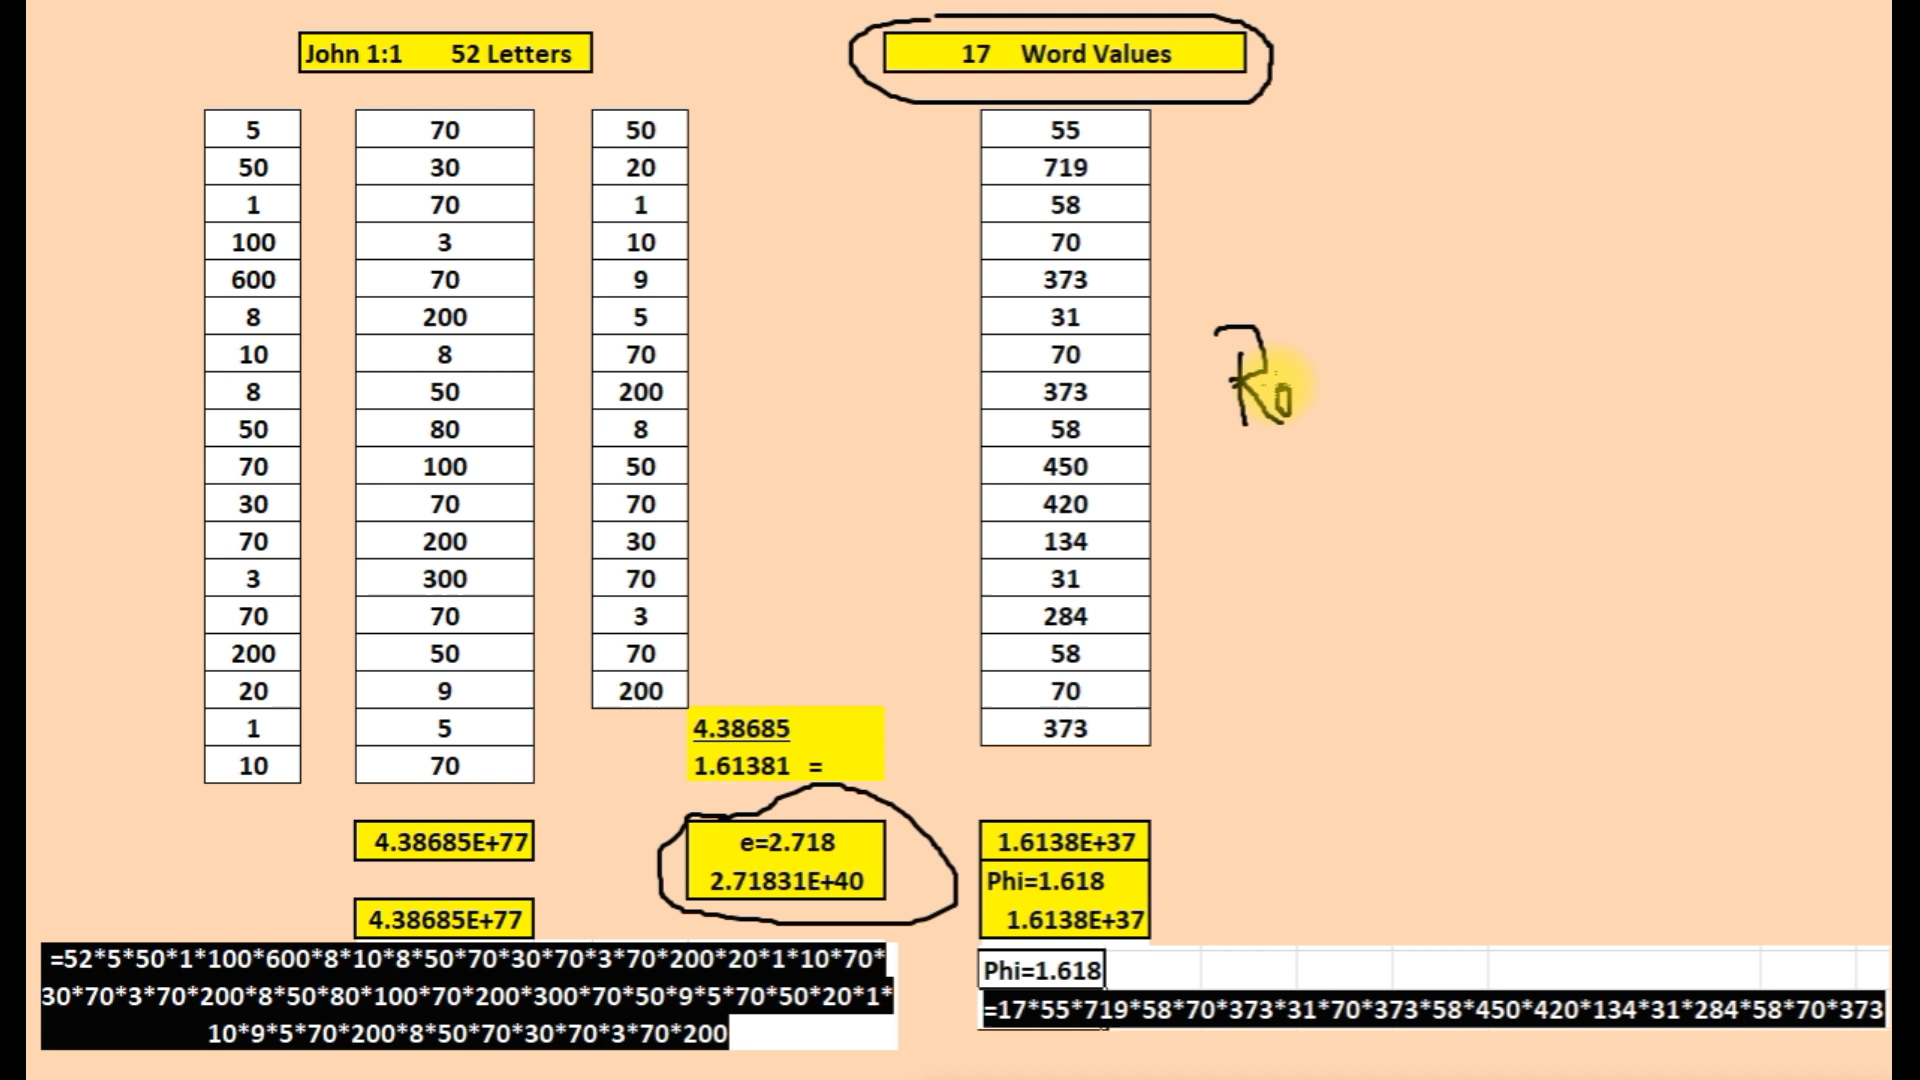 John 1:1 52 Letters
17 Word Values
5 70 50 55
50 30 20 719
1 70 1 58
100 3 10 70
600 70 9 373
8 200 5 31
10 8 70 70
8 50 200 373
50 80 8 58
70 100 50 450
30 70 70 420
70 200 30 134
3 300 70 31
70 70 3 284
200 50 70 58
20 9 200 70
1 5 4.38685 373
10 70 1.61381 =
4.38685E+77 e=2.718 1.6138E+37
2.71831E+40 Phi=1.618
4.38685E+77 1.6138E+37
=52*5*50*1*100*600*8*10*8*50*70*30*70*3*70*200*20*1*10*70*
30*70*3*70*200*8*50*80*100*70*200*300*70*50*9*5*70*50*20*1*
10*9*5*70*200*8*50*70*30*70*3*70*200
Phi=1.618
=17*55*719*58*70*373*31*70*373*58*450*420*134*31*284*58*70*373